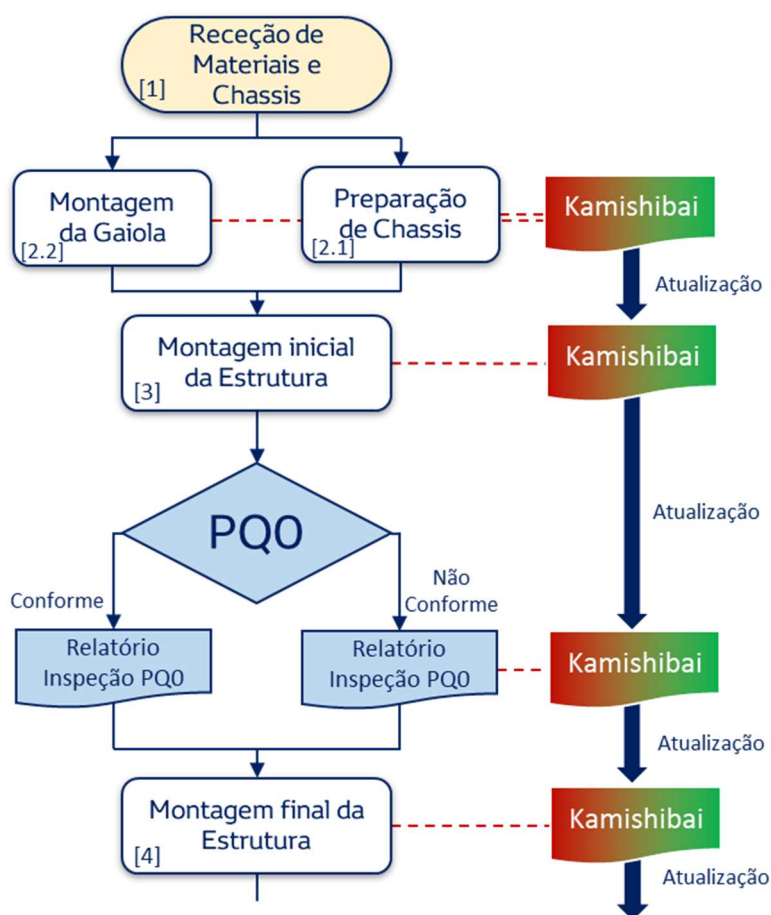 Receção de
Materiais e
Chassis
[1]
Montagem
da Gaiola
[2.2]
Preparação
de Chassis
[2.1]
Kamishibai
Atualização
Montagem inicial
da Estrutura
[3]
Kamishibai
Atualização
PQ0
Conforme
Não
Conforme
Relatório
Inspeção PQ0
Relatório
Inspeção PQ0
Kamishibai
Atualização
Montagem final da
Estrutura
[4]
Kamishibai
Atualização